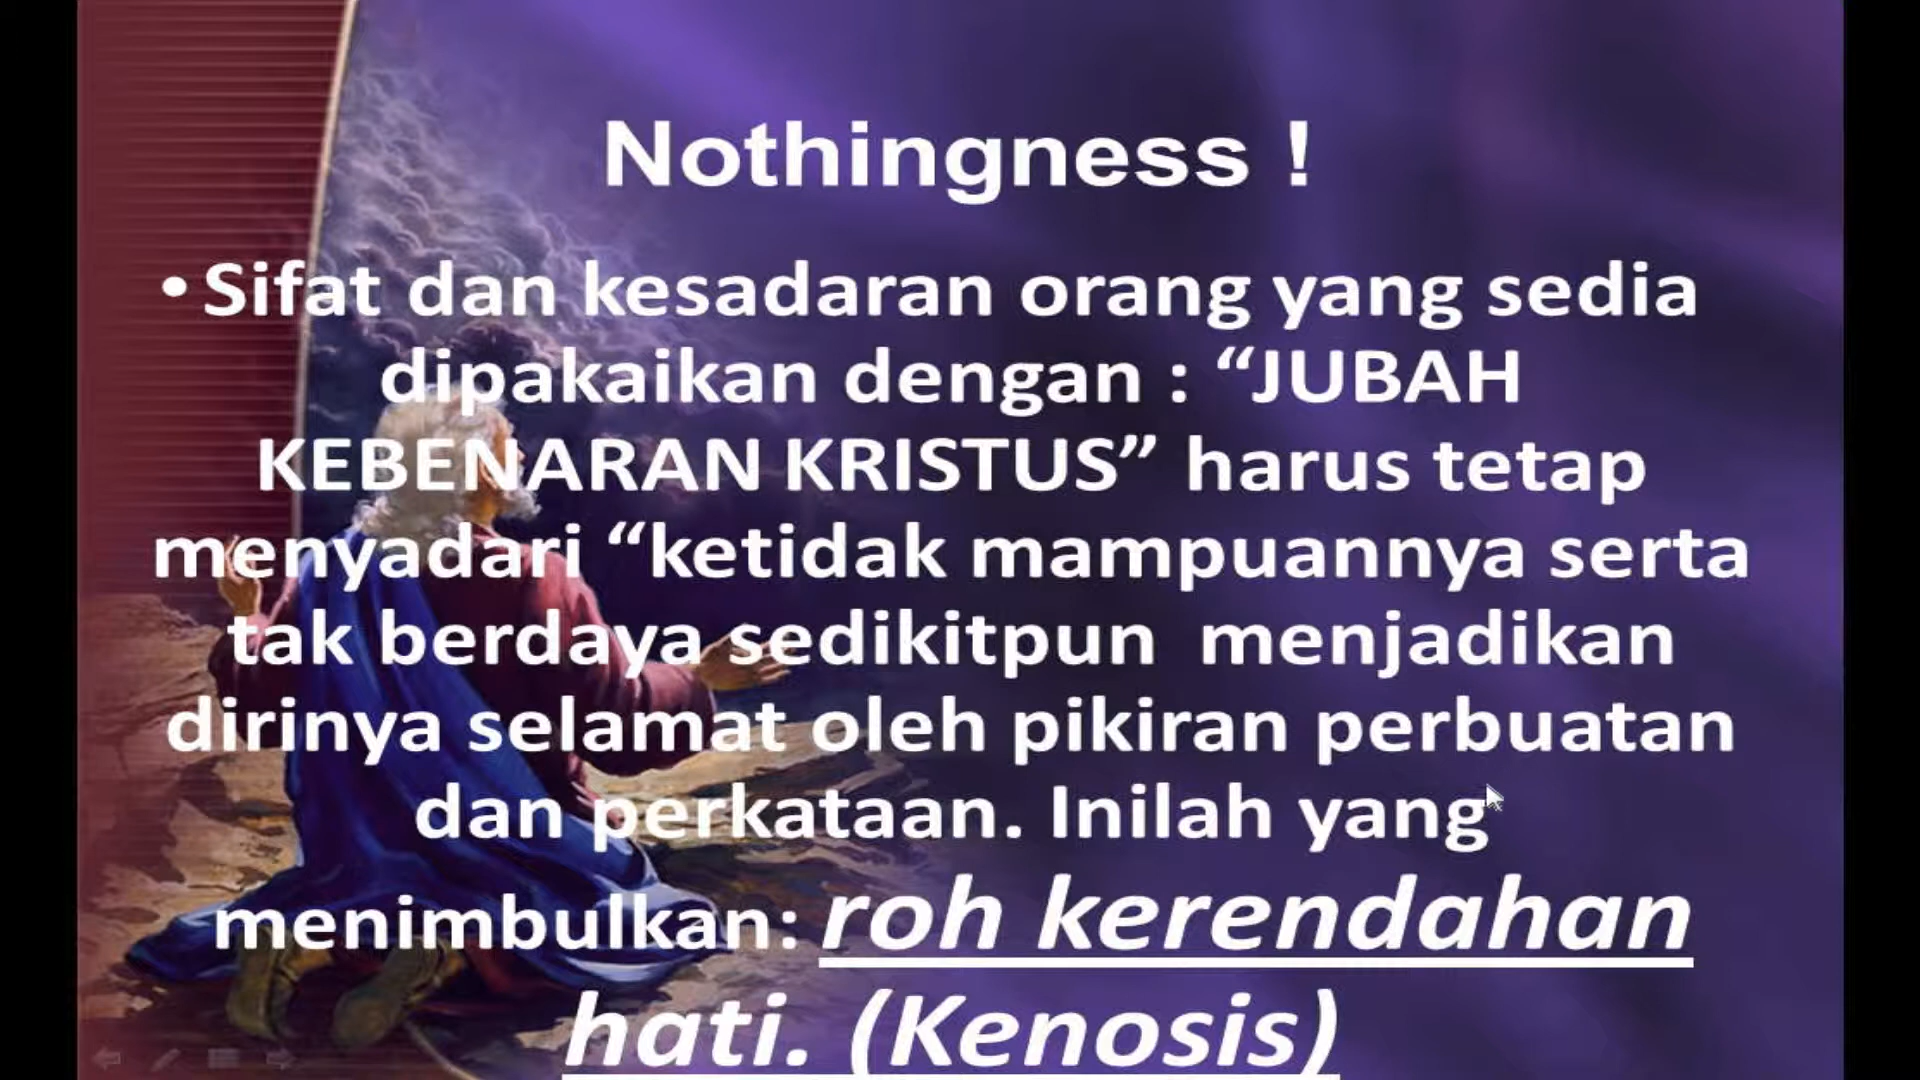 Nothingness !
• Sifat dan kesadaran orang yang sedia
dipakaikan dengan : “JUBAH
KEBENARAN KRISTUS” harus tetap
menyadari “ketidak mampuannya serta
tak berdaya sedikitpun menjadikan
dirinya selamat oleh pikiran perbuatan
dan perkataan. Inilah yang
menimbulkan: roh kerendahan
hati. (Kenosis)